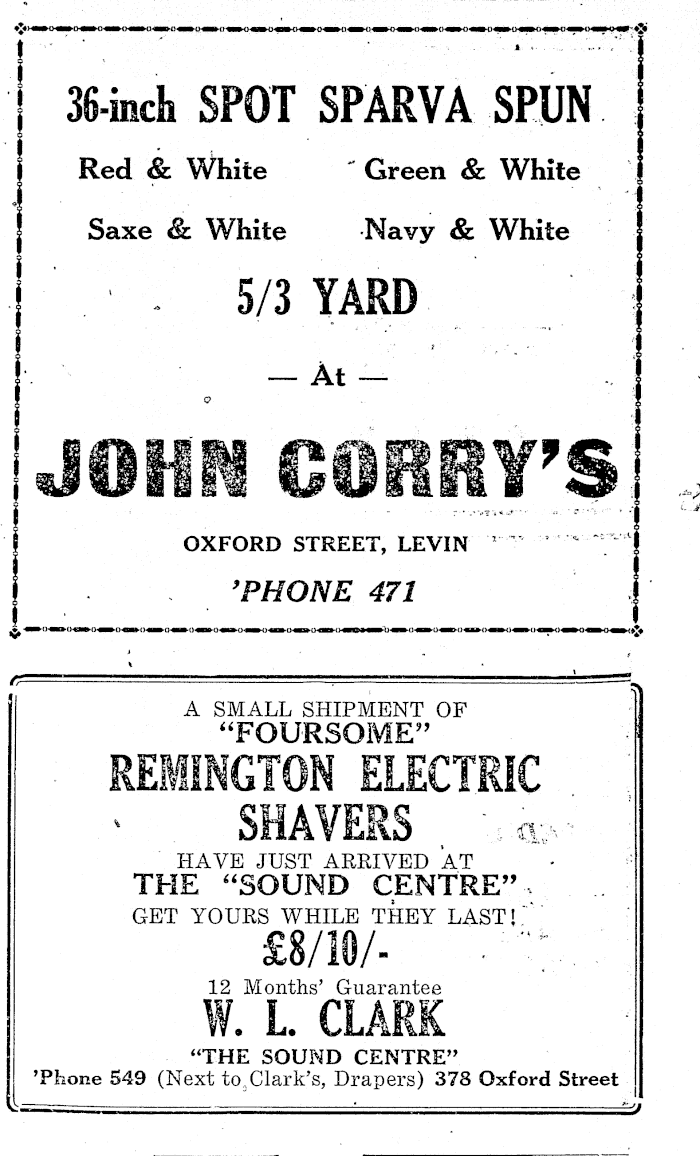 36-inch SPOT SPARVA SPUN
Red & White Green & White
Saxe & White Navy & White
5/3 YARD
— At —
JOHN CORRY'S
OXFORD STREET, LEVIN
'PHONE 471
A SMALL SHIPMENT OF
“FOURSOME”
REMINGTON ELECTRIC
SHAVERS
HAVE JUST ARRIVED AT
THE “SOUND CENTRE”
GET YOURS WHILE THEY LAST!
£8/10/-
12 Months' Guarantee
W. L. CLARK
“THE SOUND CENTRE”
'Phone 549 (Next to Clark's, Drapers) 378 Oxford Street